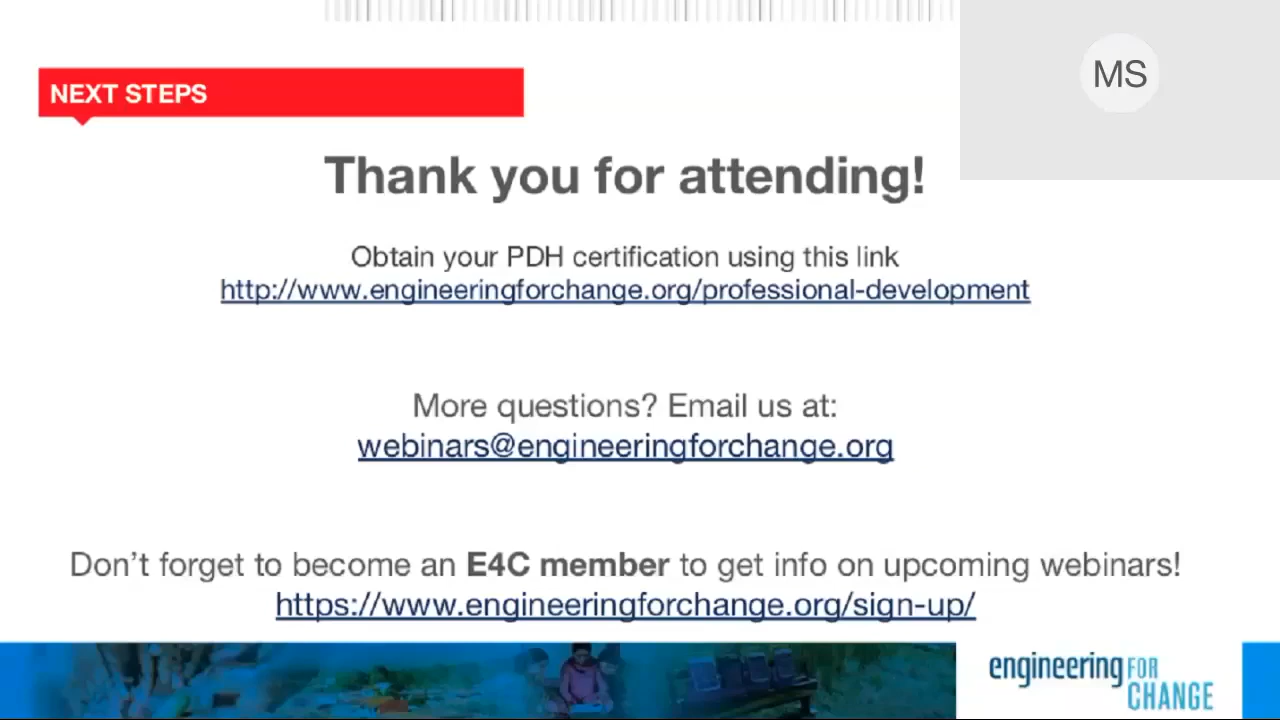 NEXT STEPS
MS
Thank you for attending!
Obtain your PDH certification using this link
http://www.engineeringforchange.org/professional-development
More questions? Email us at:
webinars@engineeringforchange.org
Don't forget to become an E4C member to get info on upcoming webinars!
https://www.engineeringforchange.org/sign-up/
engineering FOR
CHANGE